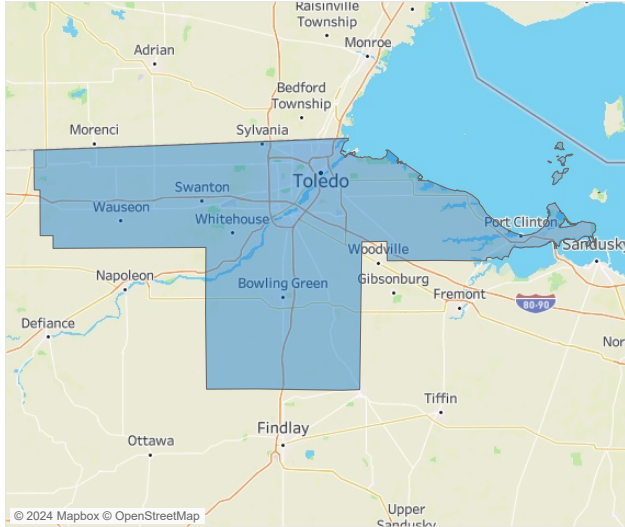 Raisinville
Township
Adrian
Monroe
Bedford
Township
Morenci
Sylvania
Toledo
Swanton
Wauseon
Whitehouse
Port Clinton
Woodville
Sandusky
Napoleon
Bowling Green
Gibsonburg
Fremont
80-90
Defiance
Nor
Tiffin
Findlay
Ottawa
Upper
Sandusky
© 2024 Mapbox © OpenStreetMap